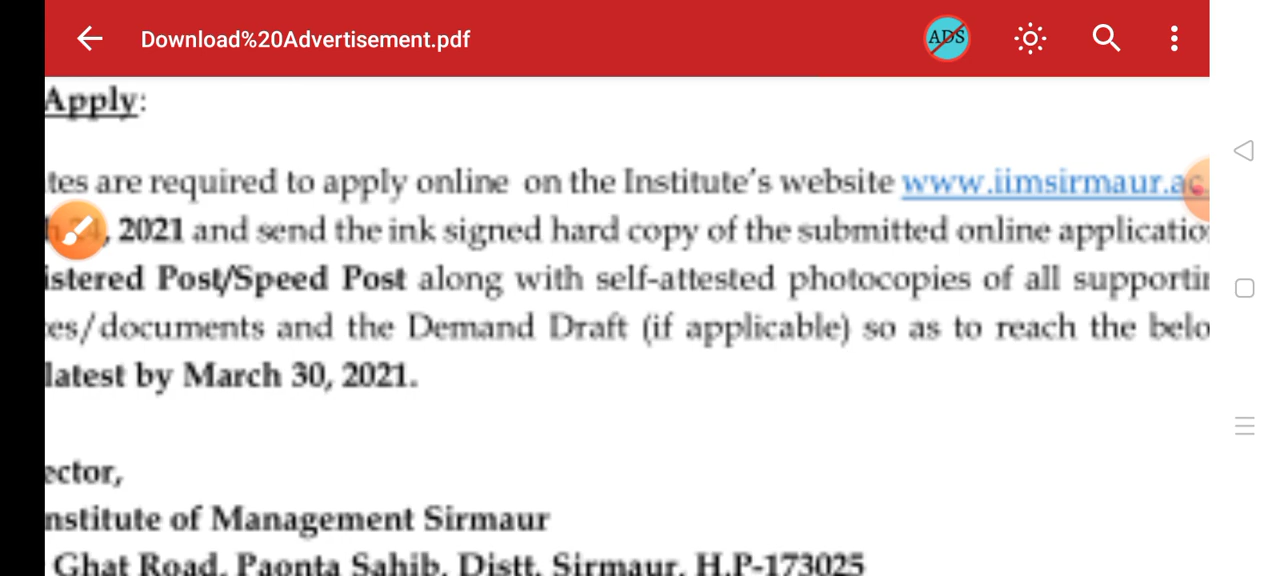 Download%20Advertisement.pdf
ADS
Apply:
tes are required to apply online on the Institute's website www.iimsirmaur.ac.
, 2021 and send the ink signed hard copy of the submitted online applicatio
istered Post/Speed Post along with self-attested photocopies of all supportin
es/documents and the Demand Draft (if applicable) so as to reach the belo
latest by March 30, 2021.
ector,
nstitute of Management Sirmaur
Ghat Road, Paonta Sahib, Distt. Sirmaur, H.P-173025